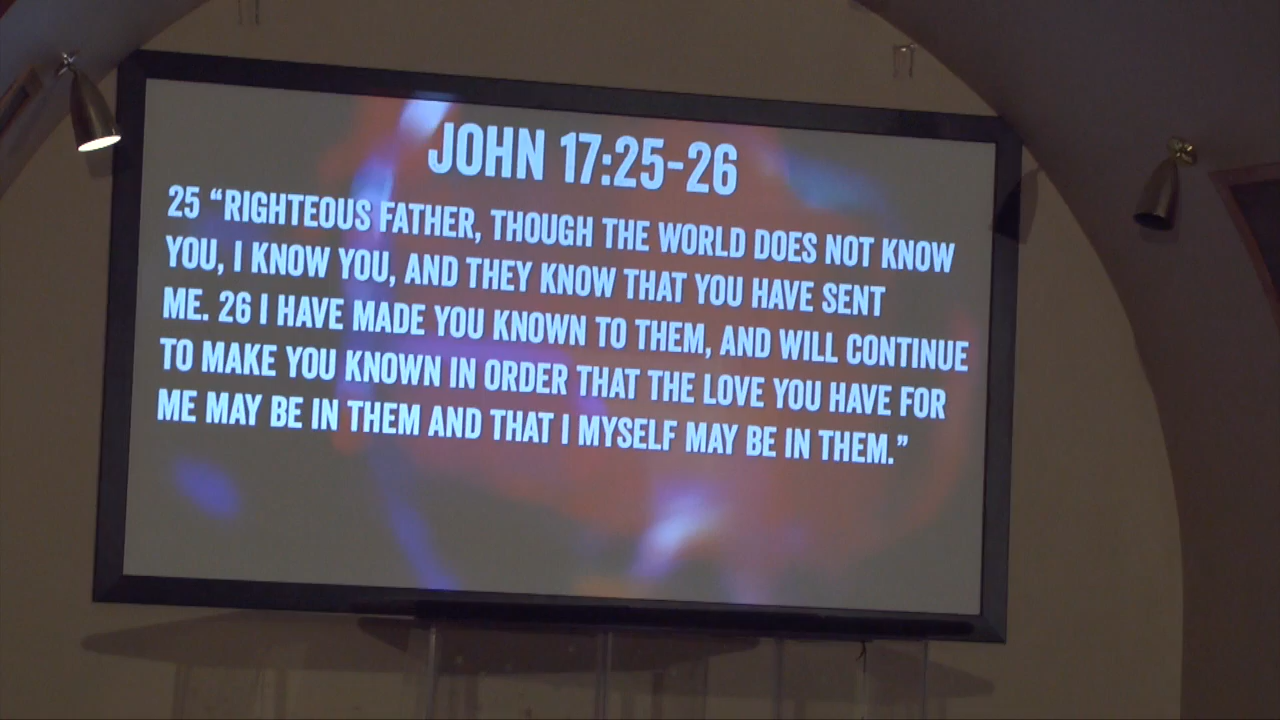 JOHN 17:25-26
25 “RIGHTEOUS FATHER, THOUGH THE WORLD DOES NOT KNOW
YOU, I KNOW YOU, AND THEY KNOW THAT YOU HAVE SENT
ME. 26 I HAVE MADE YOU KNOWN TO THEM, AND WILL CONTINUE
TO MAKE YOU KNOWN IN ORDER THAT THE LOVE YOU HAVE FOR
ME MAY BE IN THEM AND THAT I MYSELF MAY BE IN THEM.”